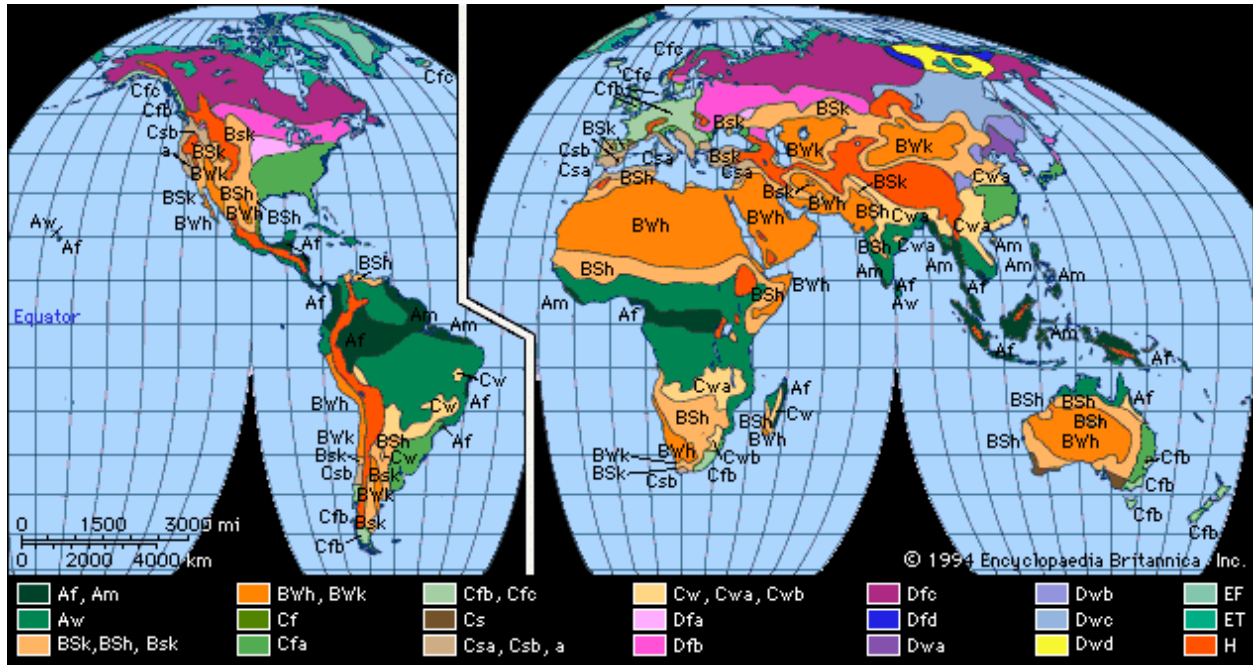 Cfc
Cfc
Cfc
Cfb
Cfb
Csb
a
Bsk
BSk
BWk
BSk
BSh
BWh
BWh
BSh
Aw
Af
Af
BSh
Af
Am
Am
Af
Equator
Cw
BWh
Cw
Af
BWk
BSh
Af
Bsk
Cw
Csb
Bsk
BWk
Cfb
Bsk
Cfb
0 1500 3000 mi
0 2000 4000 km
Cfc
Cfb
BSk
Csb
Csa
Csa
BSh
Bsk
Bsk
Csa
BSk
BWk
BWk
Cwa
Bsk
BWh
BSk
BSh
Cwa
BWh
BWh
BSh
Cwa
Cwa
Am
Am
Am
Am
BSh
BSh
BWh
Af
Aw
Af
Am
Af
Am
Af
Af
Cwa
Af
BSh
BSh
Cw
BWh
BWk
BWh
BSk
Csb
Cwb
Cfb
BSh
BSh
BSh
BSh
BWh
Cfb
Cfb
Cfb
© 1994 Encyclopaedia Britannica, Inc.
Af, Am
BWh, BWk
Cfb, Cfc
Cw, Cwa, Cwb
Dfc
Dwb
EF
Aw
Cf
Cs
Dfa
Dfd
Dwc
ET
BSk,BSh, Bsk
Cfa
Csa, Csb, a
Dfb
Dwa
Dwd
H